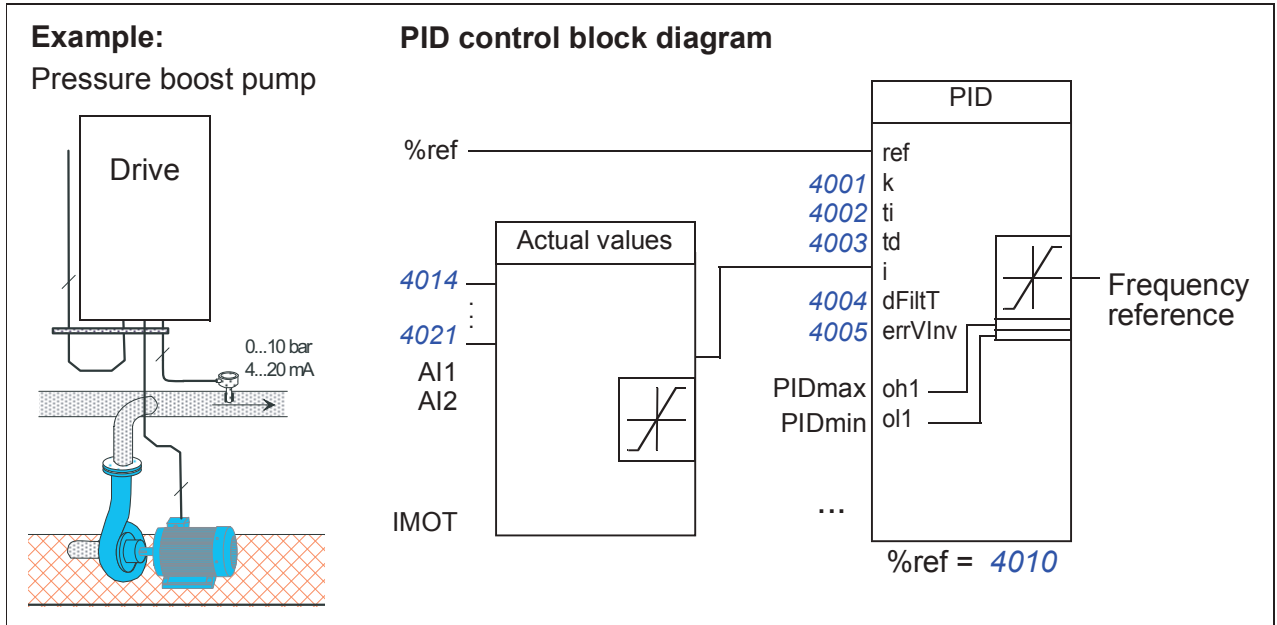 Example:
Pressure boost pump
Drive
0...10 bar
4...20 mA
PID control block diagram
%ref
Actual values
4014
4021
AI1
AI2
IMOT
PID
ref
4001 k
4002 ti
4003 td
i
4004 dFiltT
4005 errVInv
PIDmax oh1
PIDmin ol1
...
%ref = 4010
Frequency
reference